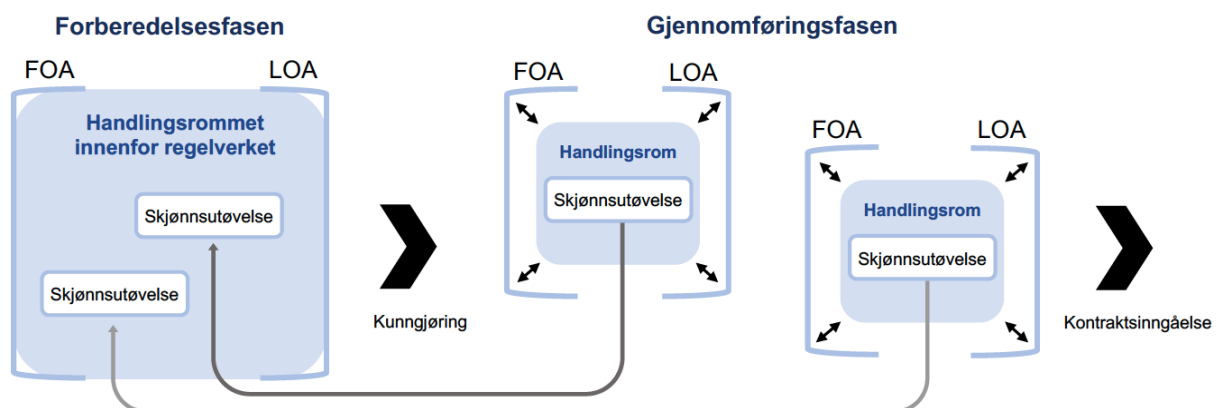 Forberedelsesfasen
FOA
LOA
Handlingsrommet
innenfor regelverket
Skjønnsutøvelse
Skjønnsutøvelse
Kunngjøring
Gjennomføringsfasen
FOA
LOA
Handlingsrom
Skjønnsutøvelse
FOA
LOA
Handlingsrom
Skjønnsutøvelse
Kontraktsinngåelse